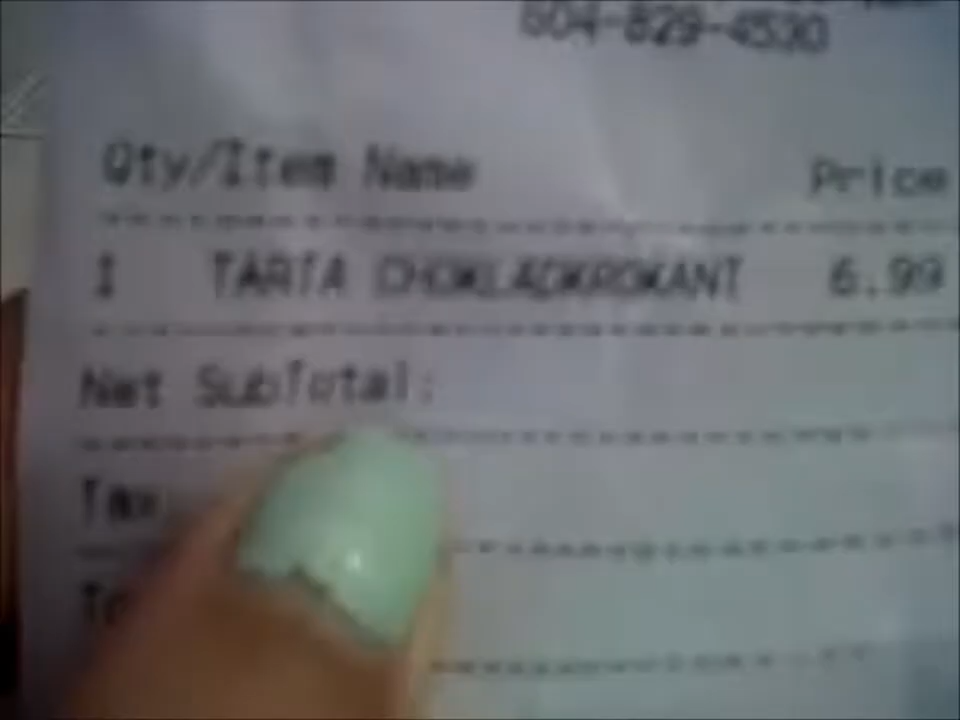 604-829-4530
Qty/Item Name Price
1 TARTA CHOKLADKROKANT 6.99
Net SubTotal:
Tax